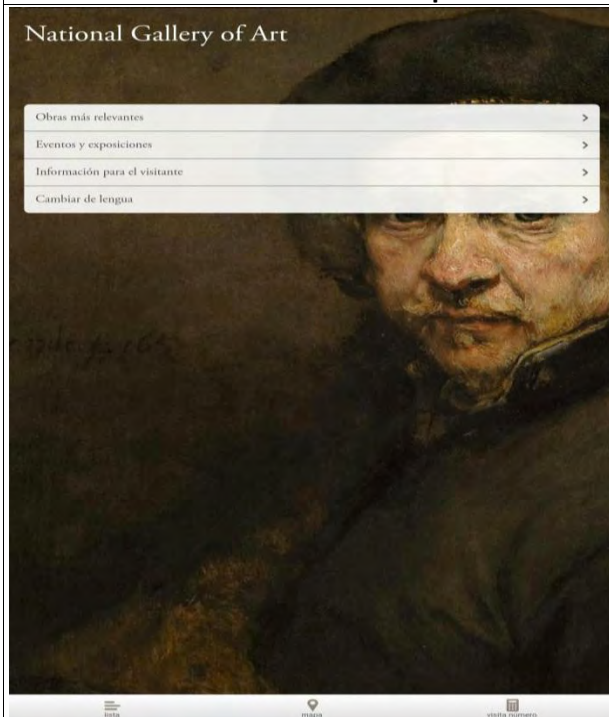 National Gallery of Art
Obras más relevantes
Eventos y exposiciones
Información para el visitante
Cambiar de lengua
lista
mapa
visita número